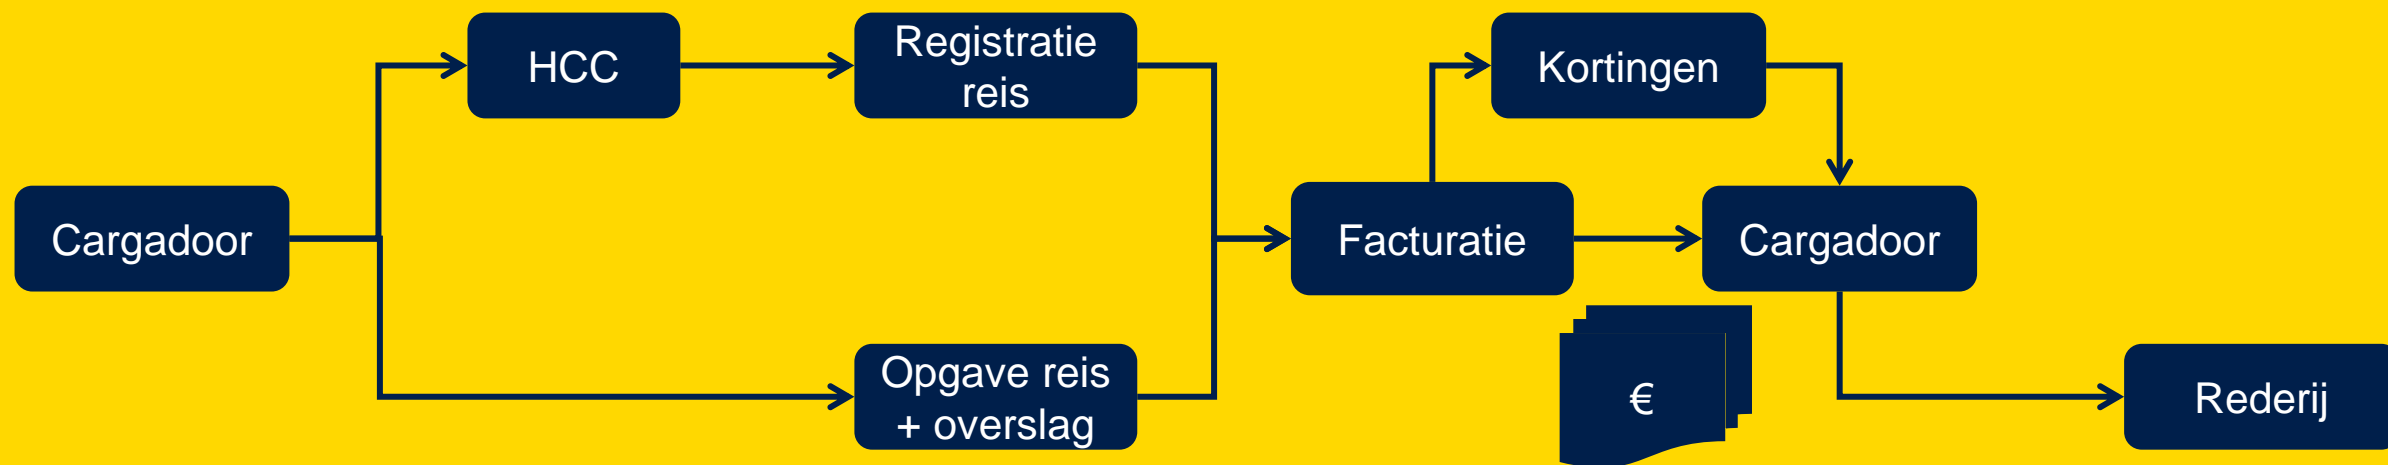 HCC
Registratie
reis
Kortingen
Cargadoor
Facturatie
Cargadoor
Opgave reis
+ overslag
€
Rederij